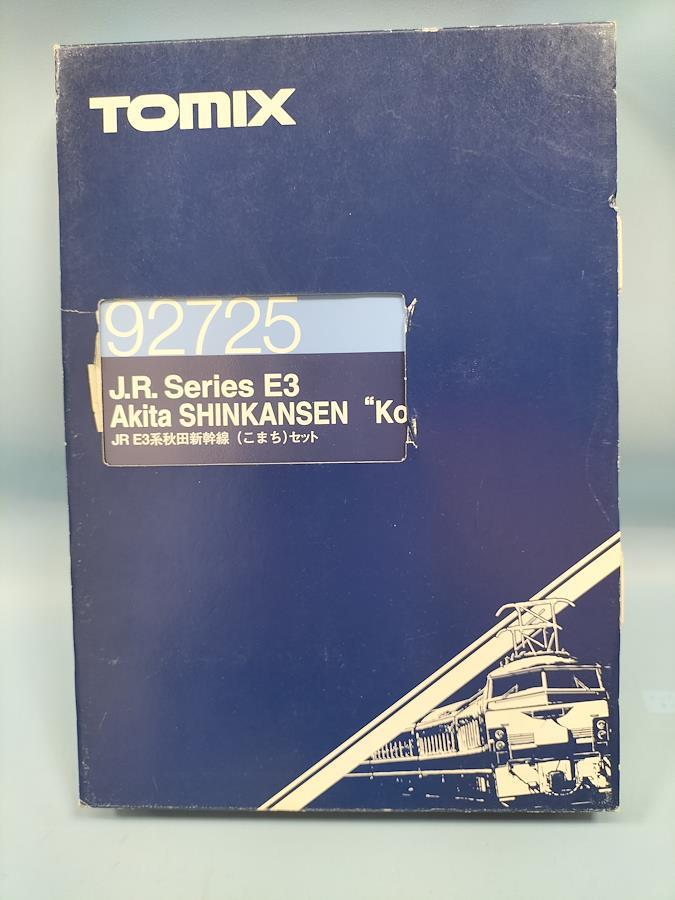 TOMIX
92725
J.R. Series E3
Akita SHINKANSEN “Ko
JR E3系秋田新幹線（こまち）セット